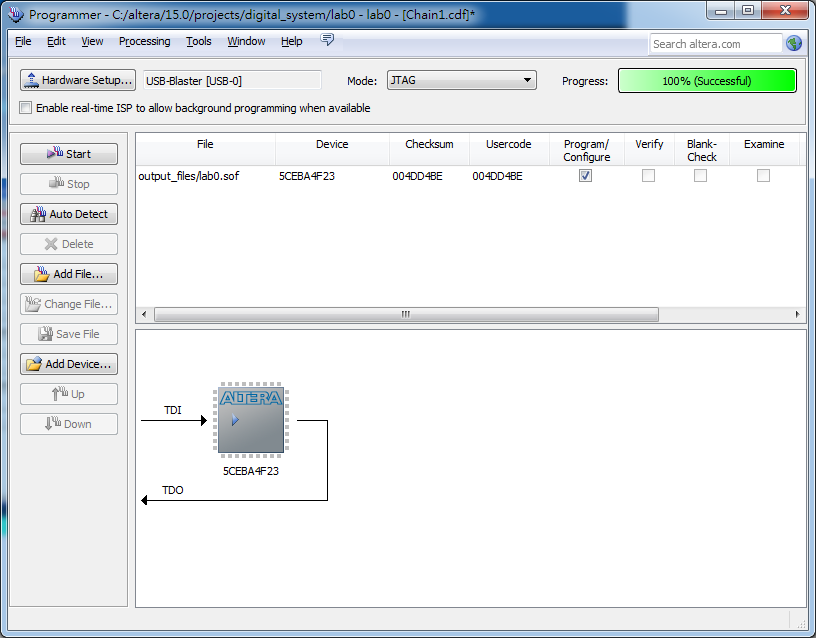 Programmer - C:/altera/15.0/projects/digital_system/lab0 - lab0 - [Chain1.cdf]*
File Edit View Processing Tools Window Help
Search altera.com
Hardware Setup... USB-Blaster [USB-0] Mode: JTAG Progress: 100% (Successful)
Enable real-time ISP to allow background programming when available
Start
Stop
Auto Detect
Delete
Add File...
Change File...
Save File
Add Device...
Up
Down
File Device Checksum Usercode Program/ Verify Blank- Examine
Configure Check
output_files/lab0.sof 5CEBA4F23 004DD4BE 004DD4BE
ALTERA
TDI
5CEBA4F23
TDO